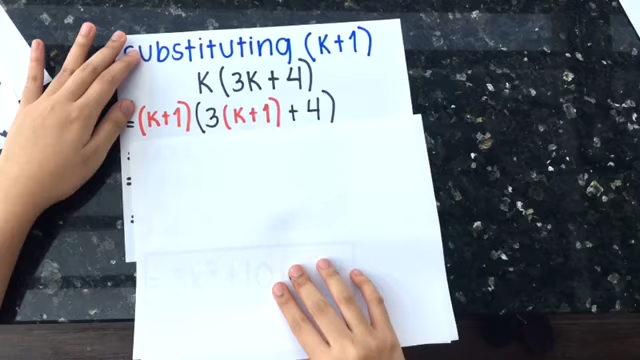 substituting (k+1)
k(3k+4)
=(k+1)(3(k+1)+4)